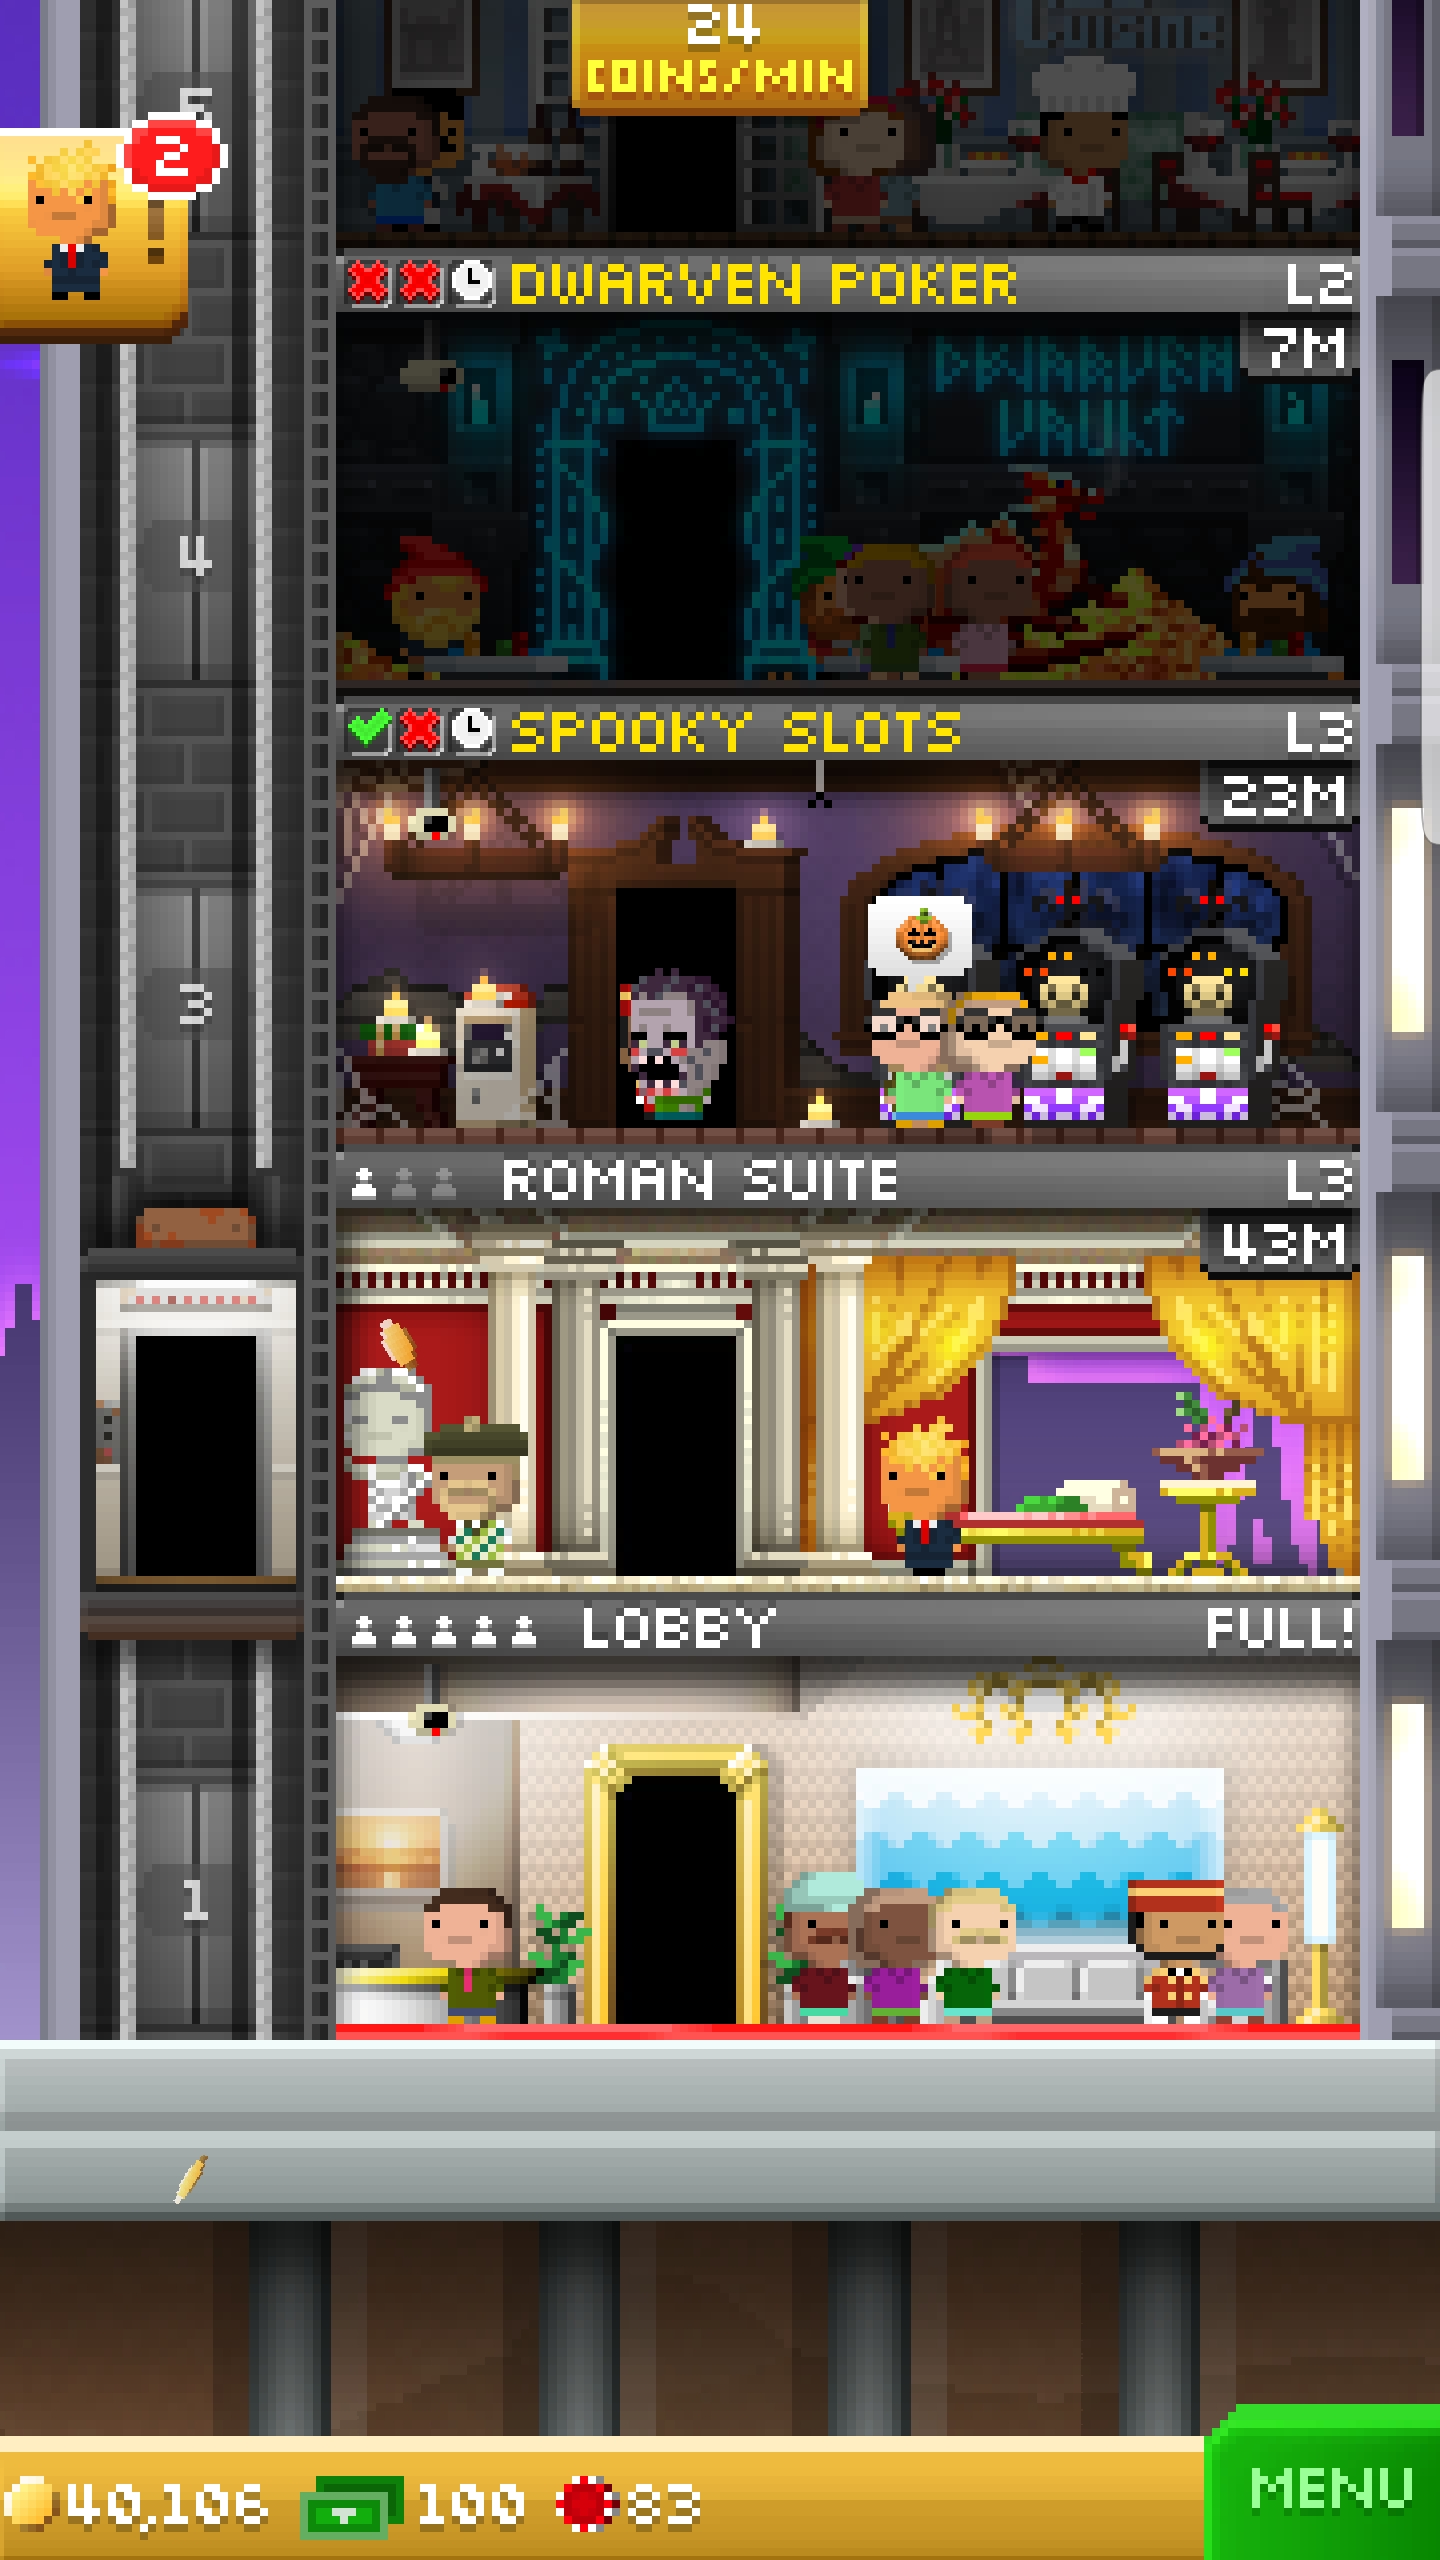 24
COINS/MIN
Cuisine
5
2
DWARVEN POKER L2
7M
4
SPOOKY SLOTS L3
23M
3
ROMAN SUITE L3
43M
LOBBY FULL!
1
40,106 100 83
MENU